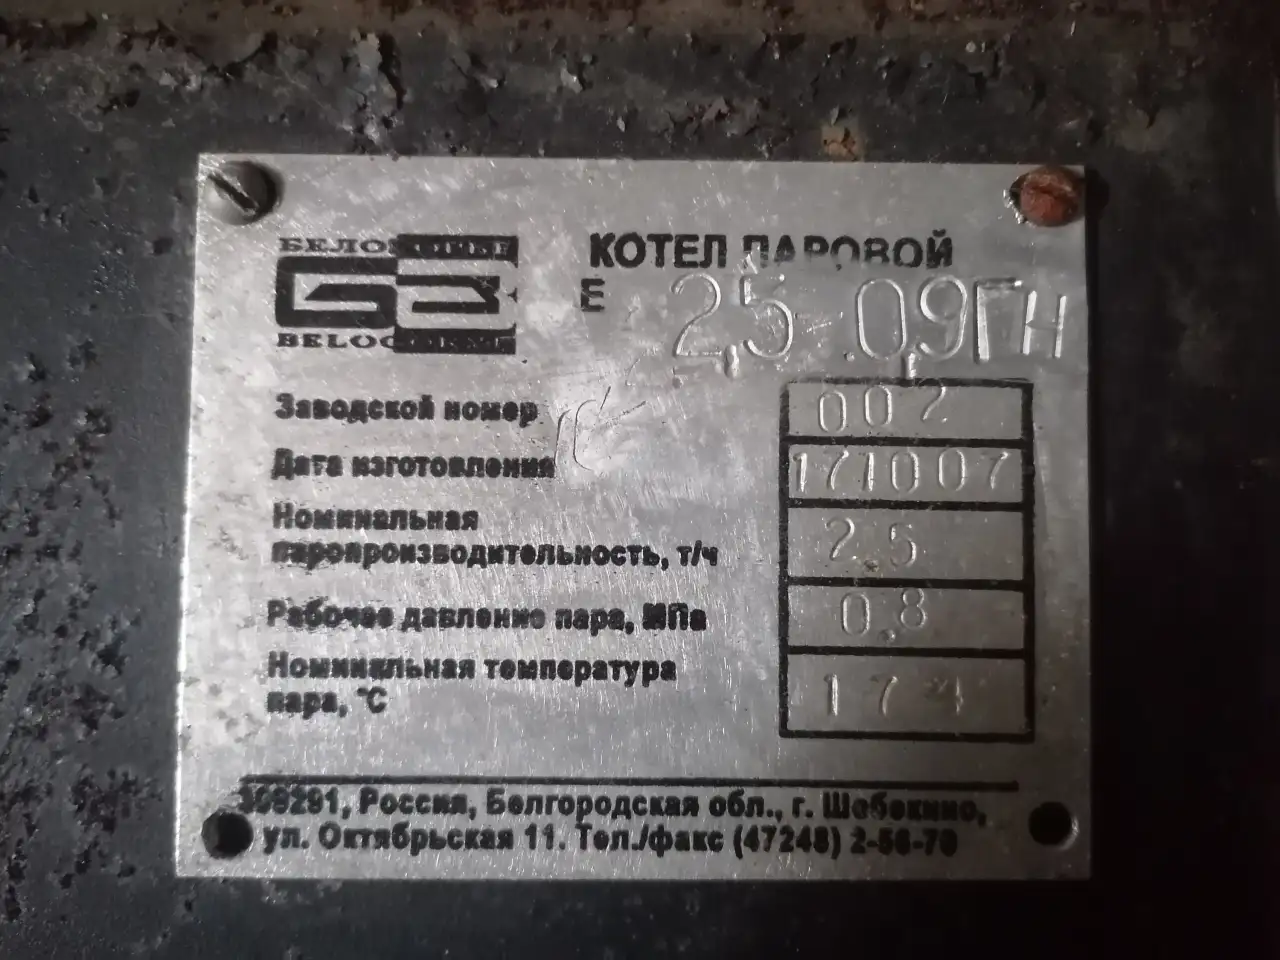 БЕЛОГОРЬЕ
BELOGORYE
КОТЕЛ ПАРОВОЙ
Е 2,5-0,9ГН
Заводской номер 002
Дата изготовления 171007
Номинальная
паропроизводительность, т/ч 2.5
Рабочее давление пара, МПа 0,8
Номинальная температура
пара, °С 174
309291, Россия, Белгородская обл., г. Шебекино,
ул. Октябрьская 11. Тел./факс (47248) 2-56-70